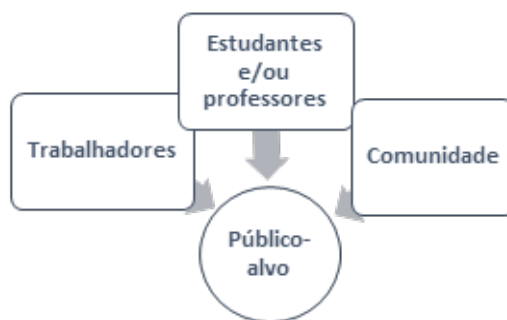 Estudantes
e/ou
professores
Trabalhadores
Comunidade
Público-
alvo